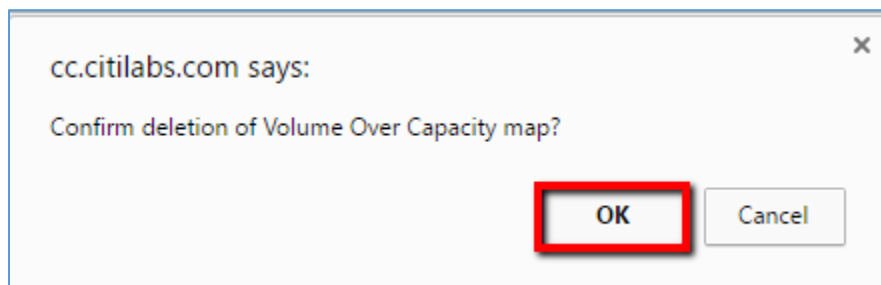 cc.citilabs.com says:
Confirm deletion of Volume Over Capacity map?
OK
Cancel